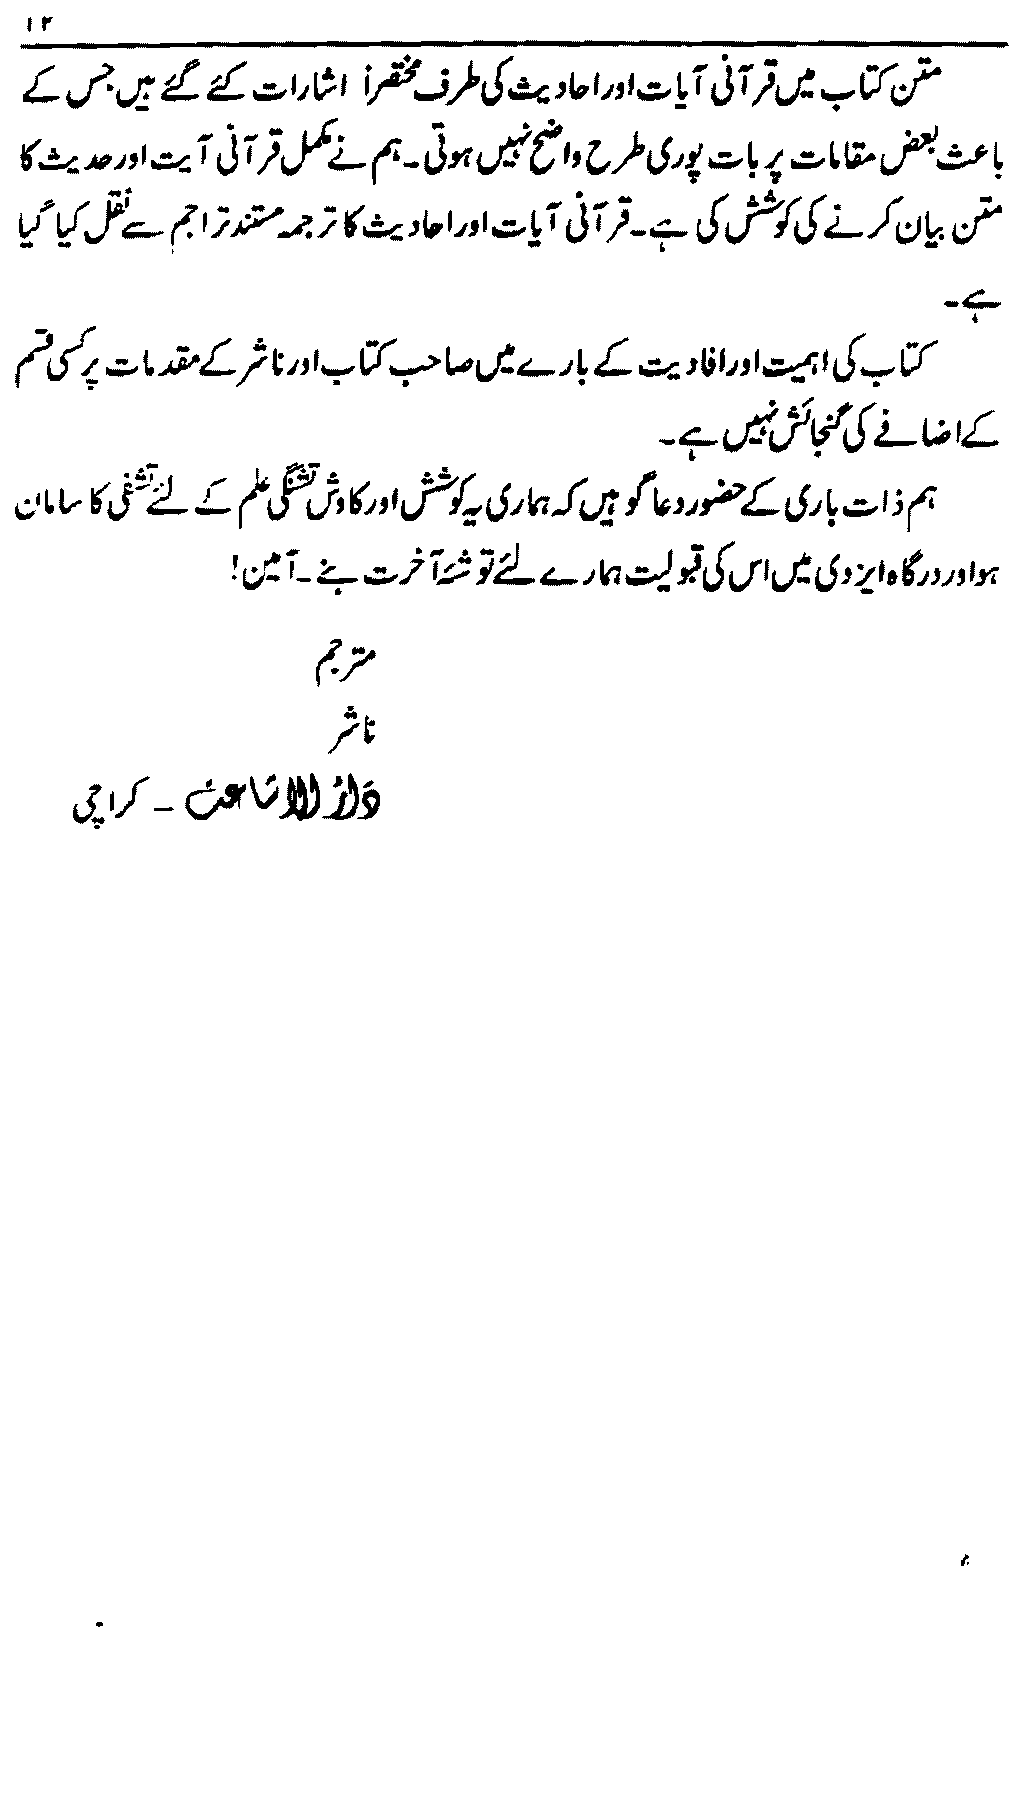 ۱۲
متن کتاب میں قرآنی آیات اور احادیث کی طرف مختصراً اشارات کئے گئے ہیں جس کے
باعث بعض مقامات پر بات پوری طرح واضح نہیں ہوتی۔ ہم نے مکمل قرآنی آیت اور حدیث کا
متن بیان کرنے کی کوشش کی ہے۔ قرآنی آیات اور احادیث کا ترجمہ مستند تراجم سے نقل کیا گیا
ہے۔
کتاب کی اہمیت اور افادیت کے بارے میں صاحب کتاب اور ناشر کے مقدمات پر کسی قسم
کے اضافے کی گنجائش نہیں ہے۔
ہم ذات باری کے حضور دعا گو ہیں کہ ہماری یہ کوشش اور کاوش تشنگی علم کے لئے تشفی کا سامان
ہو اور درگاہ ایزدی میں اس کی قبولیت ہمارے لئے توشۂ آخرت بنے۔ آمین!
مترجم
ناشر
دارُ الاشاعت ۔ کراچی